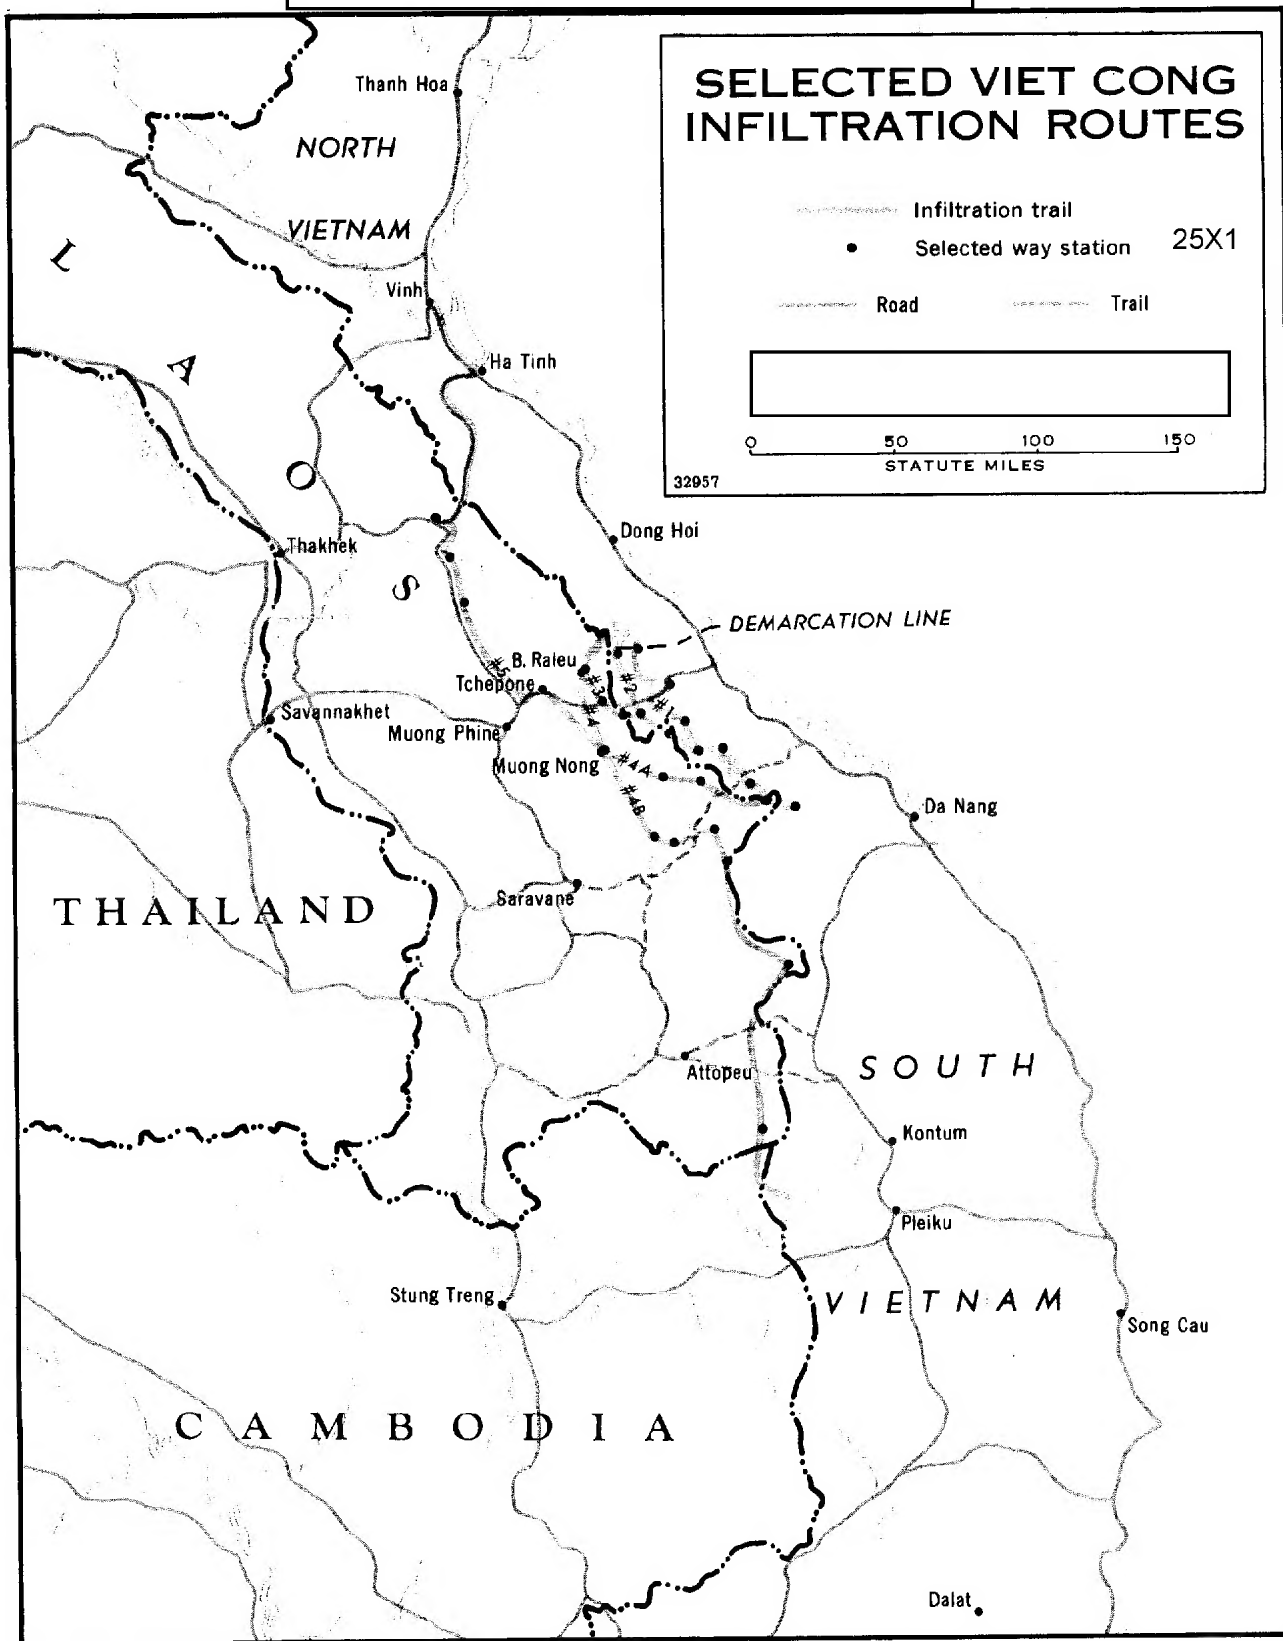 SELECTED VIET CONG
INFILTRATION ROUTES
Infiltration trail
Selected way station
25X1
Road
Trail
0 50 100 150
STATUTE MILES
32957
Thanh Hoa
NORTH
VIETNAM
L
Vinh
A
Ha Tinh
O
Dong Hoi
Thakhek
S
DEMARCATION LINE
#5
B. Raleu
#3
#2
Tchepone
#1
#4
Savannakhet
Muong Phine
Muong Nong
#4A
#4B
Da Nang
Saravane
THAILAND
SOUTH
Attopeu
Kontum
Pleiku
Stung Treng
VIETNAM
Song Cau
CAMBODIA
Dalat